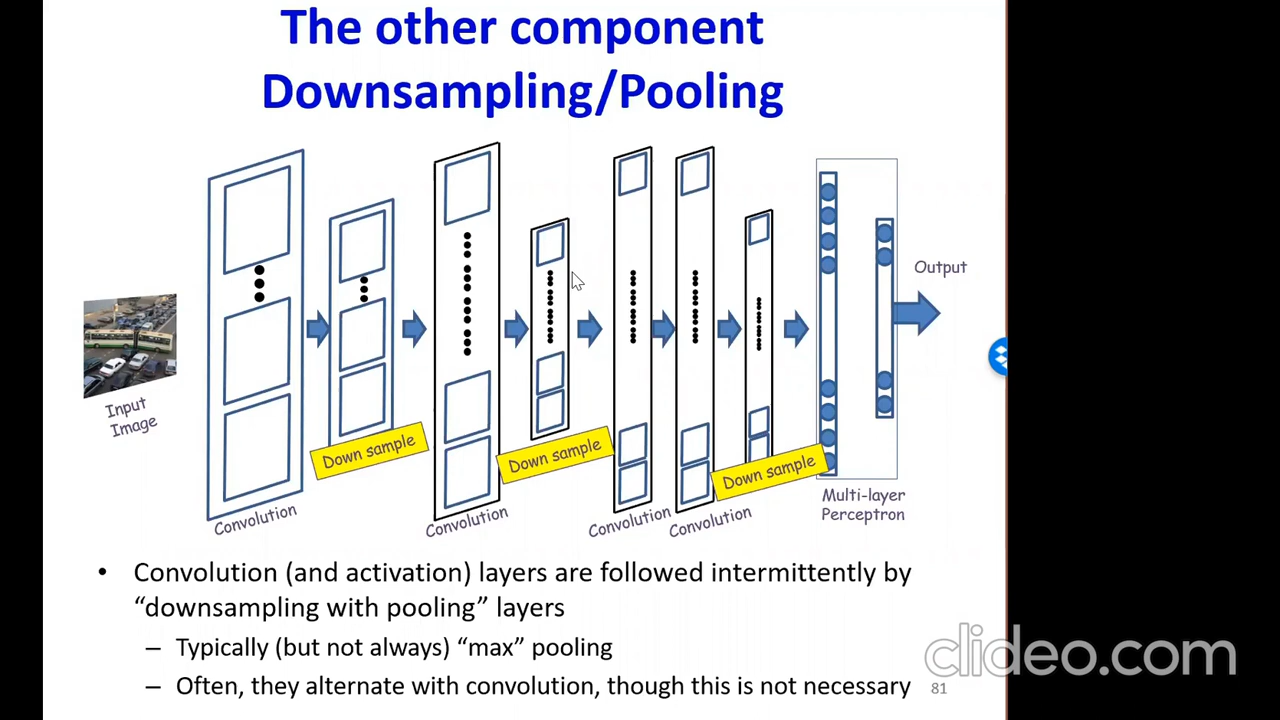 The other component
Downsampling/Pooling
Input
Image
Convolution
Down sample
Convolution
Down sample
Convolution
Convolution
Down sample
Multi-layer
Perceptron
Output
• Convolution (and activation) layers are followed intermittently by
“downsampling with pooling” layers
– Typically (but not always) “max” pooling
– Often, they alternate with convolution, though this is not necessary
81
clideo.com